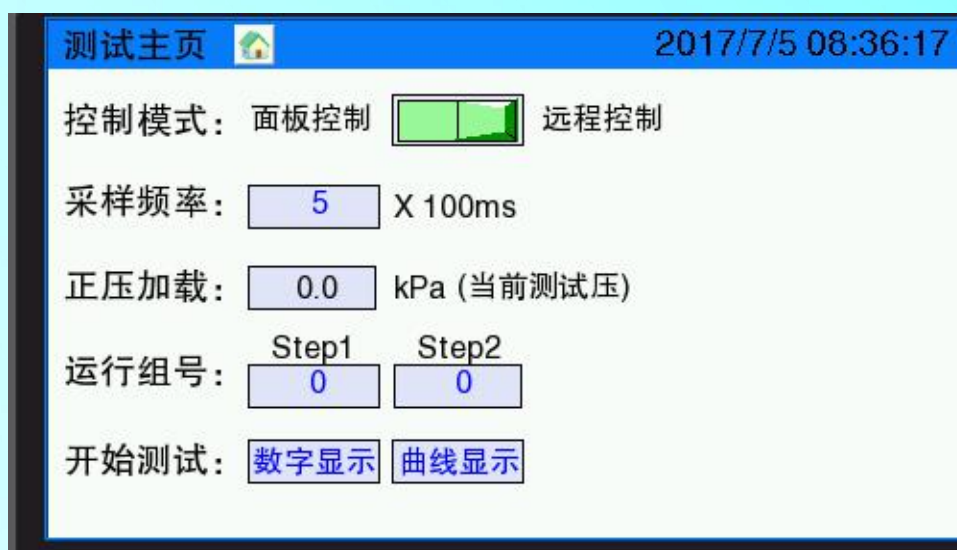 测试主页 2017/7/5 08:36:17
控制模式： 面板控制 远程控制
采样频率： 5 X 100ms
正压加载： 0.0 kPa (当前测试压)
Step1 Step2
运行组号： 0 0
开始测试： 数字显示 曲线显示